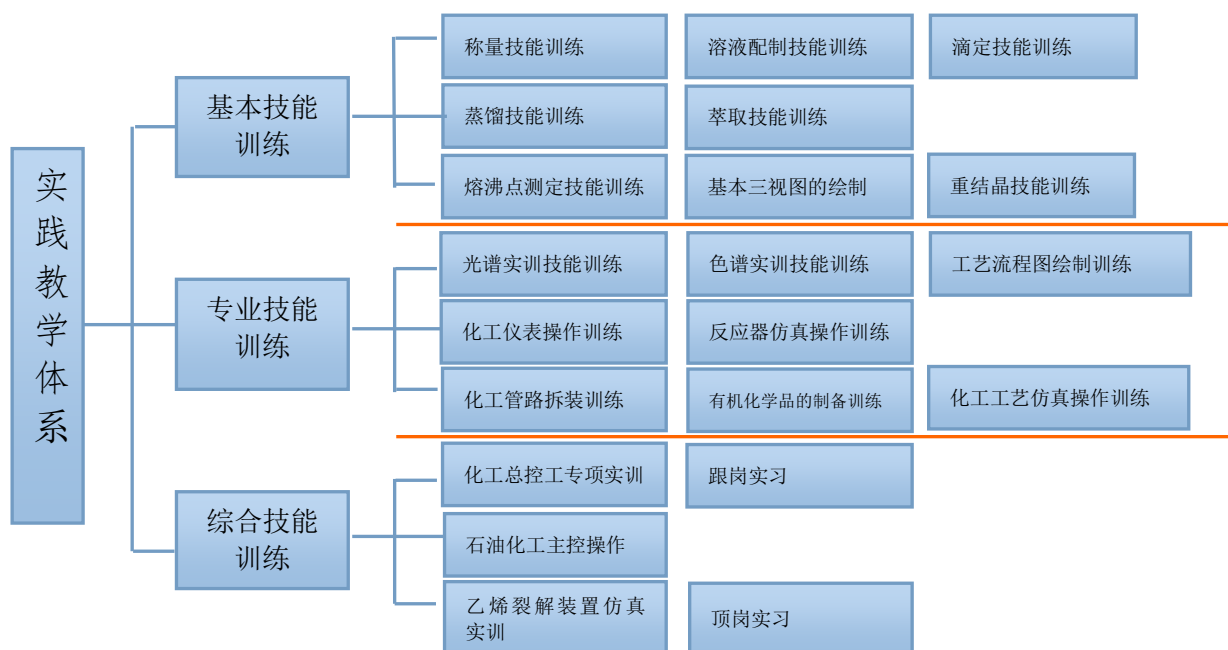 实践教学体系
基本技能
训练
称量技能训练
溶液配制技能训练
滴定技能训练
蒸馏技能训练
萃取技能训练
熔沸点测定技能训练
基本三视图的绘制
重结晶技能训练
专业技能
训练
光谱实训技能训练
色谱实训技能训练
工艺流程图绘制训练
化工仪表操作训练
反应器仿真操作训练
化工管路拆装训练
有机化学品的制备训练
化工工艺仿真操作训练
综合技能
训练
化工总控工专项实训
跟岗实习
石油化工主控操作
乙烯裂解装置仿真
实训
顶岗实习